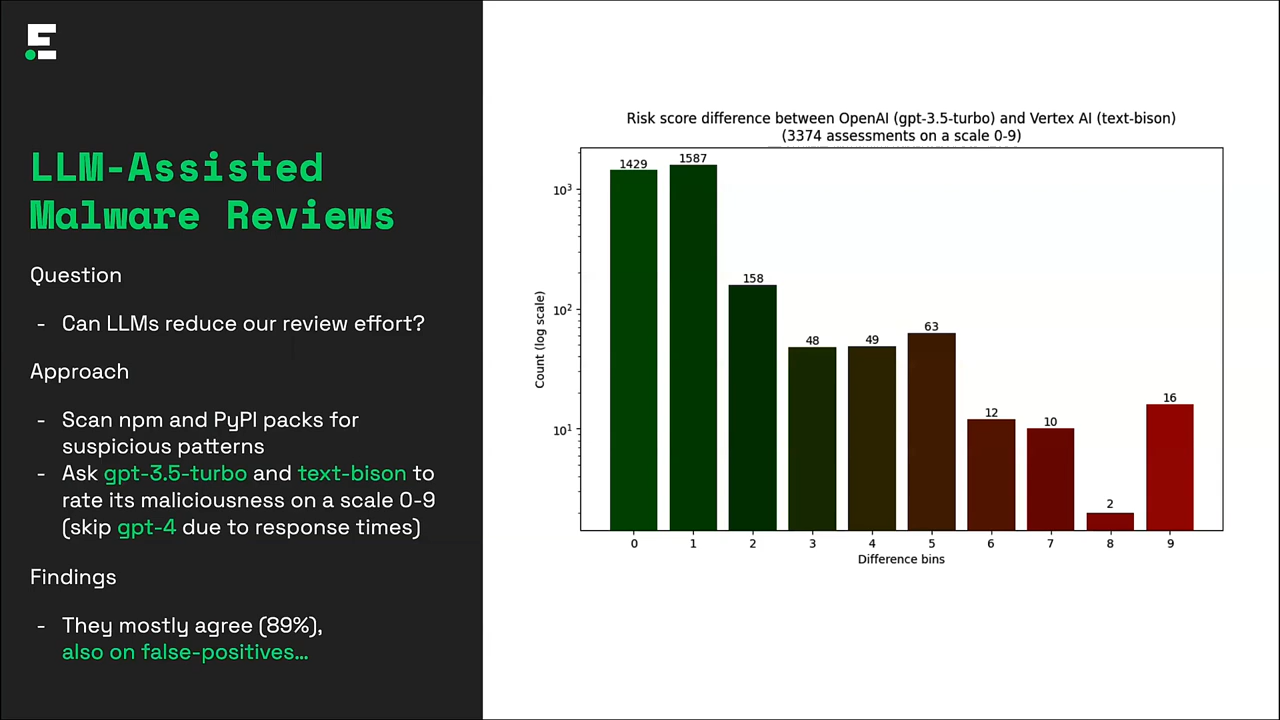 LLM-Assisted
Malware Reviews
Question
- Can LLMs reduce our review effort?
Approach
- Scan npm and PyPI packs for
suspicious patterns
- Ask gpt-3.5-turbo and text-bison to
rate its maliciousness on a scale 0-9
(skip gpt-4 due to response times)
Findings
- They mostly agree (89%),
also on false-positives…
Risk score difference between OpenAI (gpt-3.5-turbo) and Vertex AI (text-bison)
(3374 assessments on a scale 0-9)
Count (log scale)
10³
10²
10¹
1429
1587
158
48
49
63
12
10
2
16
0 1 2 3 4 5 6 7 8 9
Difference bins